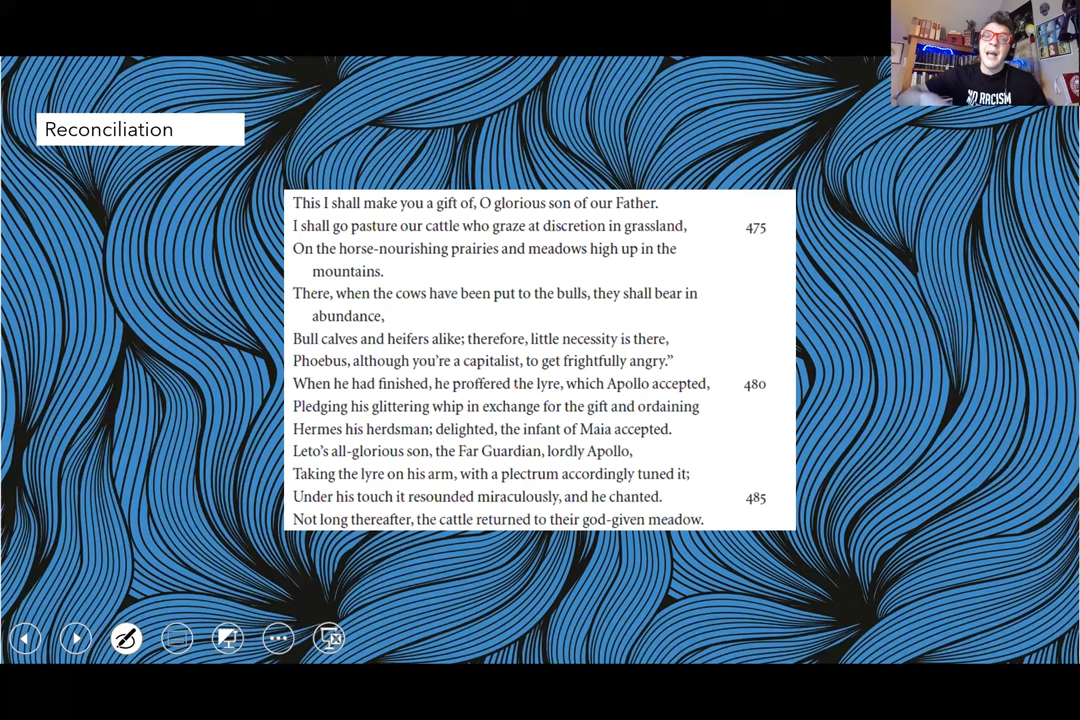 NO RACISM
Reconciliation
This I shall make you a gift of, O glorious son of our Father.
I shall go pasture our cattle who graze at discretion in grassland, 475
On the horse-nourishing prairies and meadows high up in the
mountains.
There, when the cows have been put to the bulls, they shall bear in
abundance,
Bull calves and heifers alike; therefore, little necessity is there,
Phoebus, although you’re a capitalist, to get frightfully angry.”
When he had finished, he proffered the lyre, which Apollo accepted, 480
Pledging his glittering whip in exchange for the gift and ordaining
Hermes his herdsman; delighted, the infant of Maia accepted.
Leto’s all-glorious son, the Far Guardian, lordly Apollo,
Taking the lyre on his arm, with a plectrum accordingly tuned it;
Under his touch it resounded miraculously, and he chanted. 485
Not long thereafter, the cattle returned to their god-given meadow.